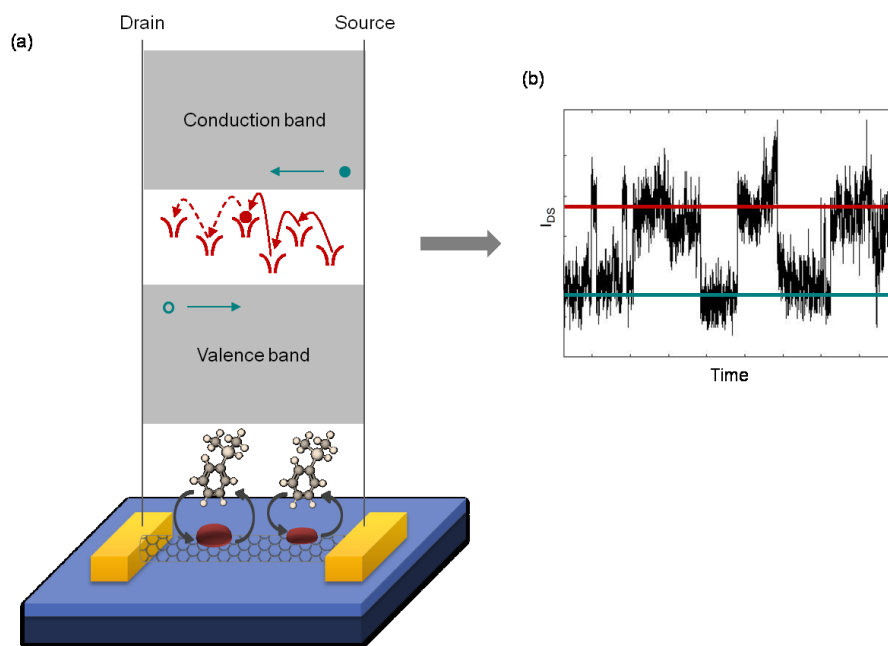 Drain
Source
(a)
Conduction band
Valence band
(b)
I_DS
Time